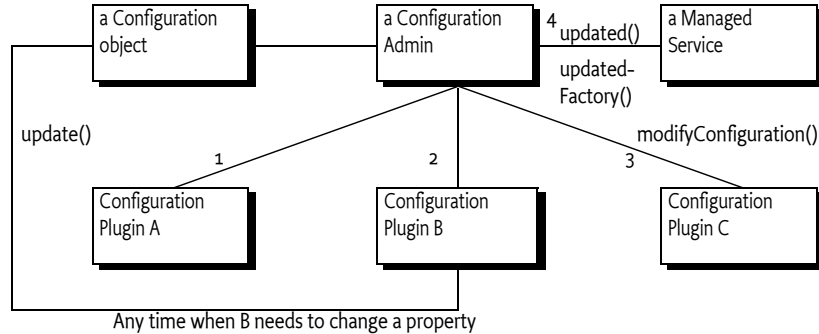 a Configuration
object
a Configuration
Admin
4
updated()
a Managed
Service
updated-
Factory()
update()
modifyConfiguration()
1
2
3
Configuration
Plugin A
Configuration
Plugin B
Configuration
Plugin C
Any time when B needs to change a property